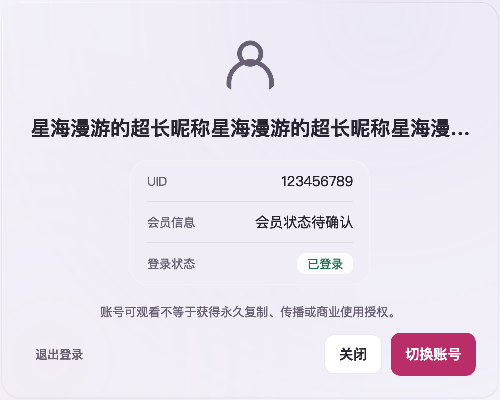 星海漫游的超长昵称星海漫游的超长昵称星海漫...
UID 123456789
会员信息 会员状态待确认
登录状态 已登录
账号可观看不等于获得永久复制、传播或商业使用授权。
退出登录 关闭 切换账号